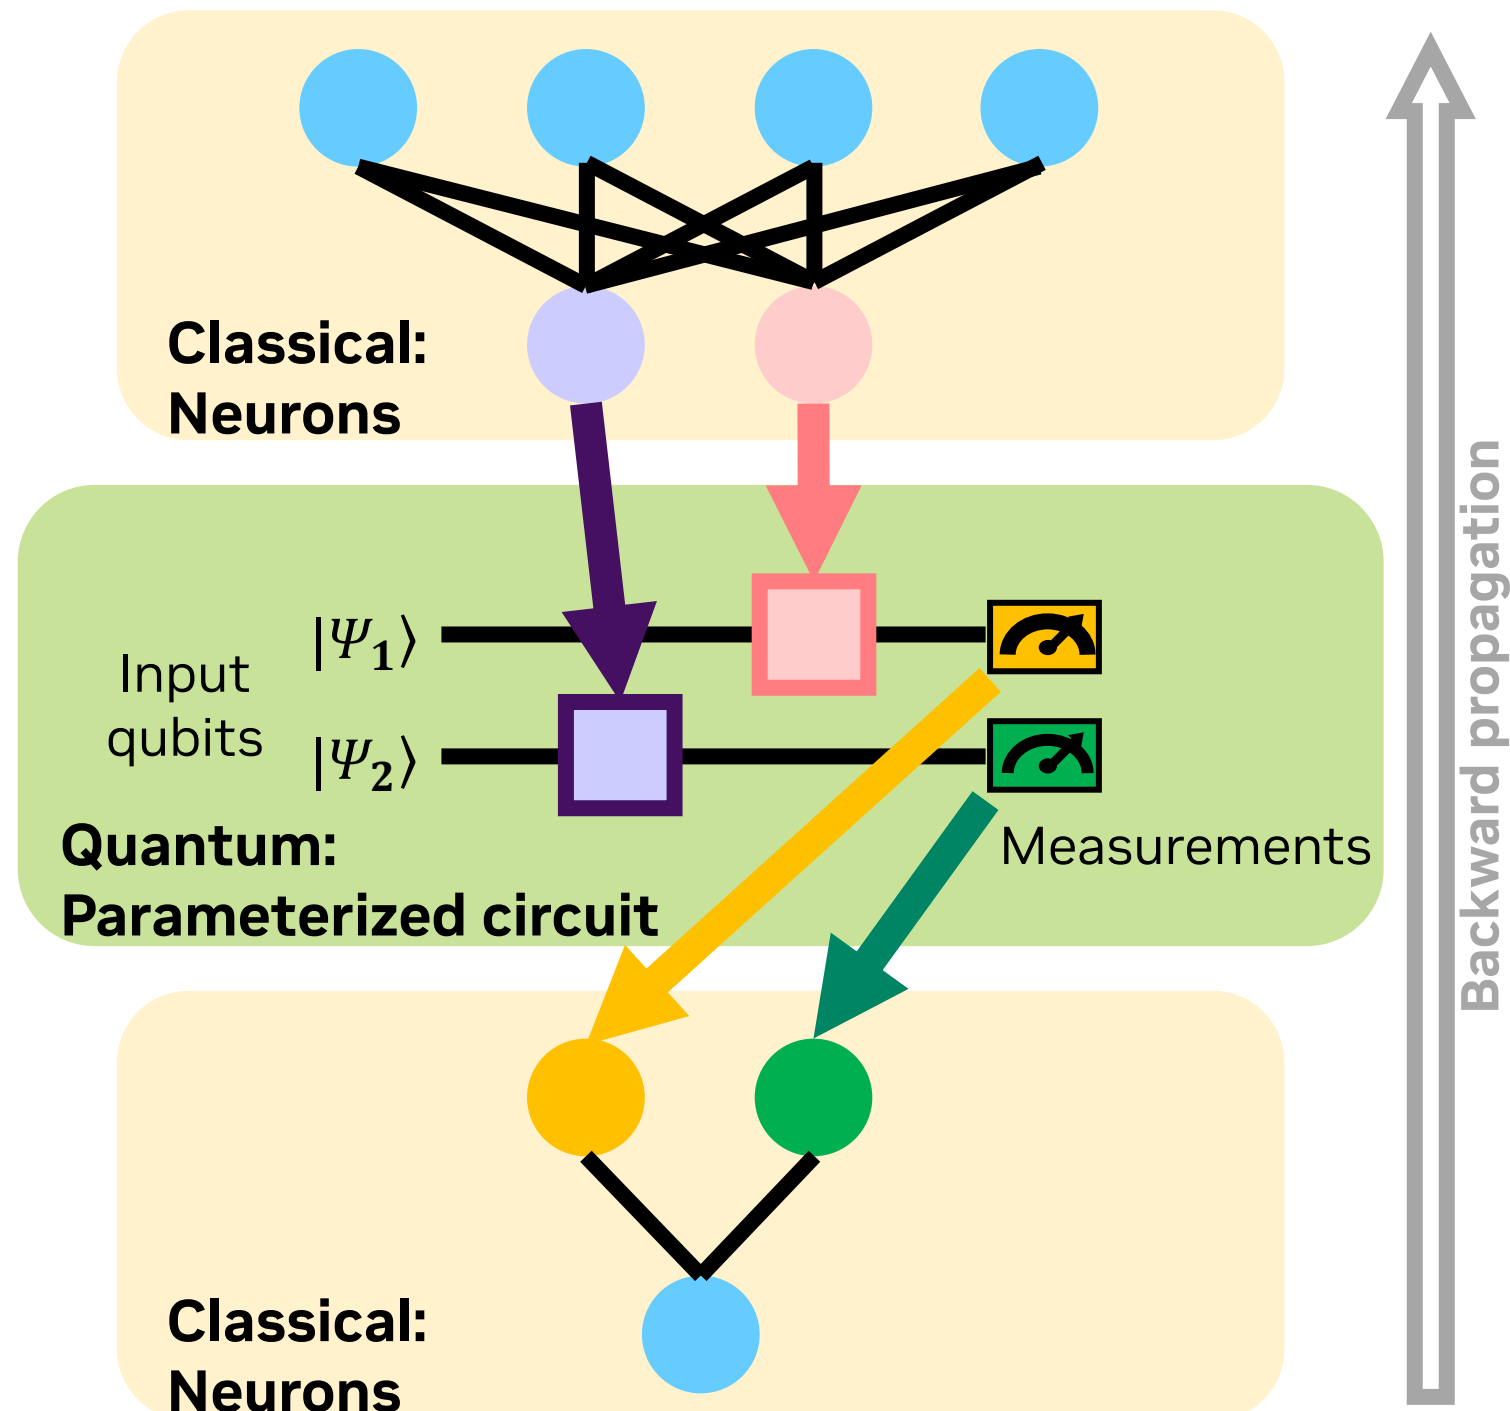 Classical:
Neurons
|Ψ₁⟩
Input
qubits
|Ψ₂⟩
Quantum:
Parameterized circuit
Measurements
Backward propagation
Classical:
Neurons